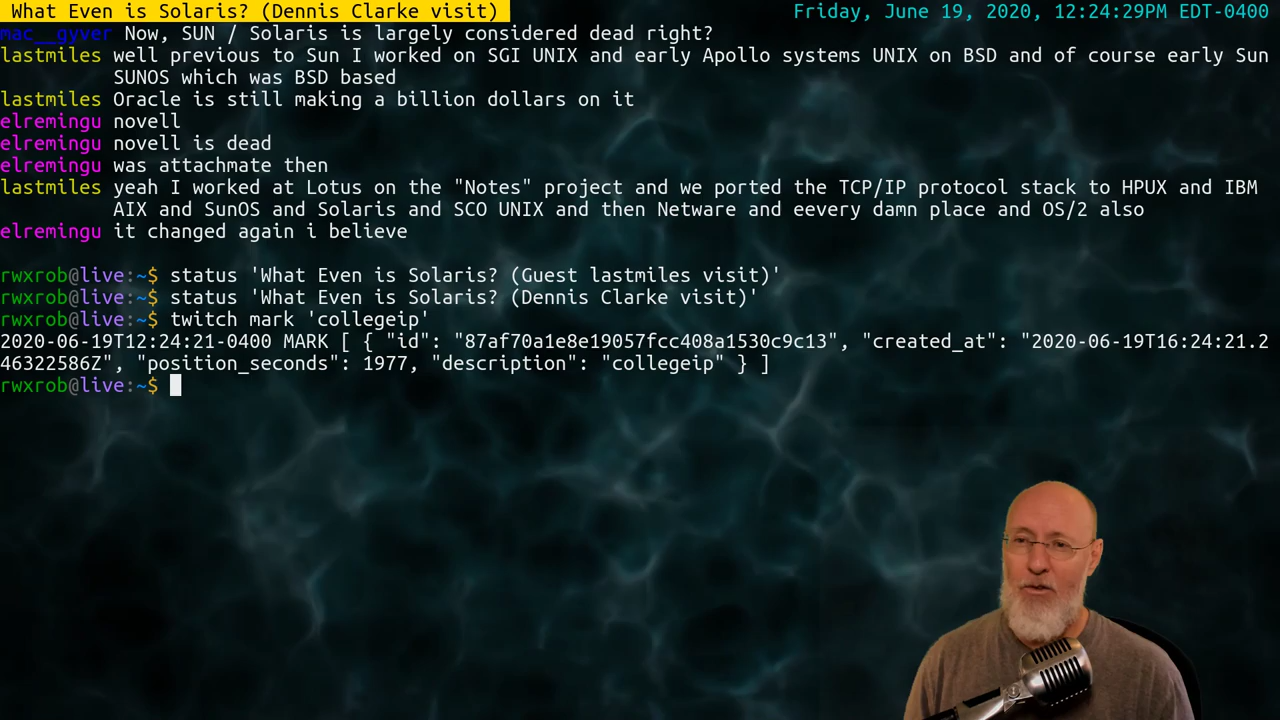 What Even is Solaris? (Dennis Clarke visit) Friday, June 19, 2020, 12:24:29PM EDT-0400
mac__gyver Now, SUN / Solaris is largely considered dead right?
lastmiles well previous to Sun I worked on SGI UNIX and early Apollo systems UNIX on BSD and of course early Sun
SUNOS which was BSD based
lastmiles Oracle is still making a billion dollars on it
elremingu novell
elremingu novell is dead
elremingu was attachmate then
lastmiles yeah I worked at Lotus on the "Notes" project and we ported the TCP/IP protocol stack to HPUX and IBM
AIX and SunOS and Solaris and SCO UNIX and then Netware and eevery damn place and OS/2 also
elremingu it changed again i believe
rwxrob@live:~$ status 'What Even is Solaris? (Guest lastmiles visit)'
rwxrob@live:~$ status 'What Even is Solaris? (Dennis Clarke visit)'
rwxrob@live:~$ twitch mark 'collegeip'
2020-06-19T12:24:21-0400 MARK [ { "id": "87af70a1e8e19057fcc408a1530c9c13", "created_at": "2020-06-19T16:24:21.2
46322586Z", "position_seconds": 1977, "description": "collegeip" } ]
rwxrob@live:~$